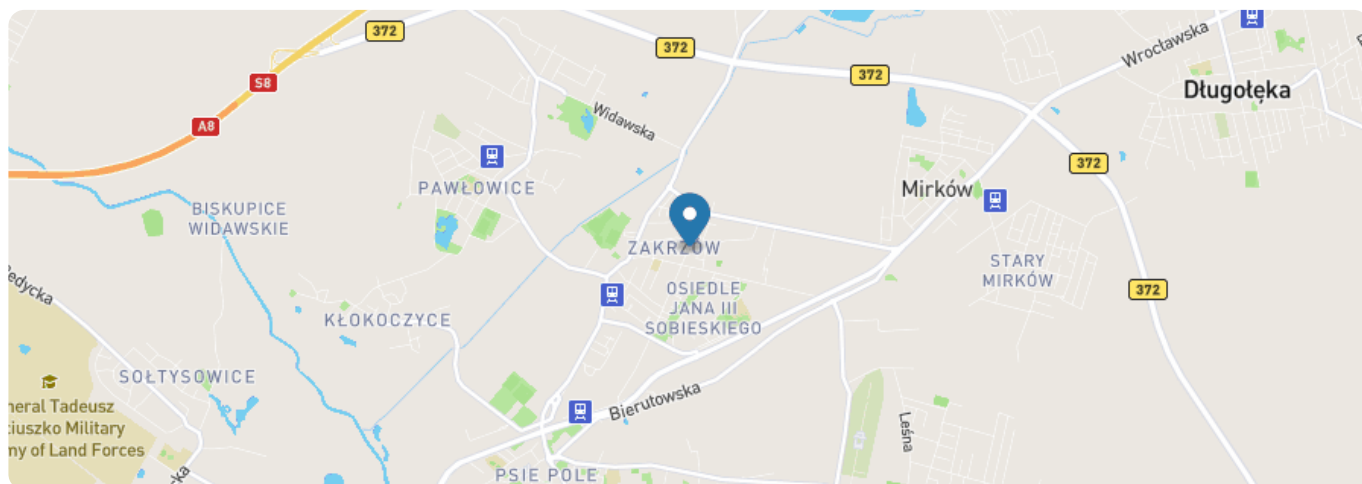 372
372
372
S8
A8
Wrocławska
Długołęka
Widawska
372
PAWŁOWICE
Mirków
BISKUPICE
WIDAWSKIE
ZAKRZÓW
STARY
MIRKÓW
372
OSIEDLE
JANA III
SOBIESKIEGO
KŁOKOCZYCE
SOŁTYSOWICE
Bierutowska
Leśna
neral Tadeusz
ciuszko Military
my of Land Forces
PSIE POLE